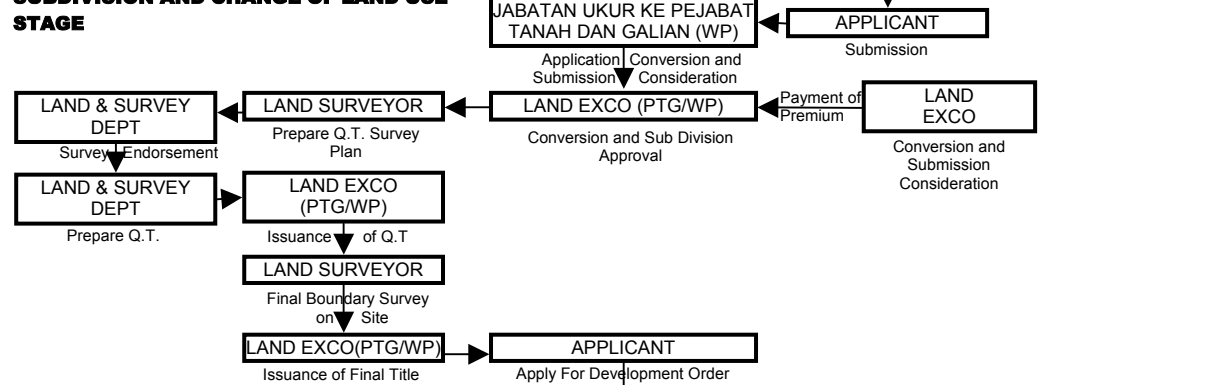 SUBDIVISION AND CHANGE OF LAND USE
STAGE
JABATAN UKUR KE PEJABAT
TANAH DAN GALIAN (WP)
APPLICANT
Submission
Application Conversion and
Submission Consideration
LAND & SURVEY
DEPT
Survey Endorsement
LAND SURVEYOR
Prepare Q.T. Survey
Plan
LAND EXCO (PTG/WP)
Conversion and Sub Division
Approval
Payment of
Premium
LAND
EXCO
Conversion and
Submission
Consideration
LAND & SURVEY
DEPT
Prepare Q.T.
LAND EXCO
(PTG/WP)
Issuance of Q.T
LAND SURVEYOR
Final Boundary Survey
on Site
LAND EXCO(PTG/WP)
Issuance of Final Title
APPLICANT
Apply For Development Order